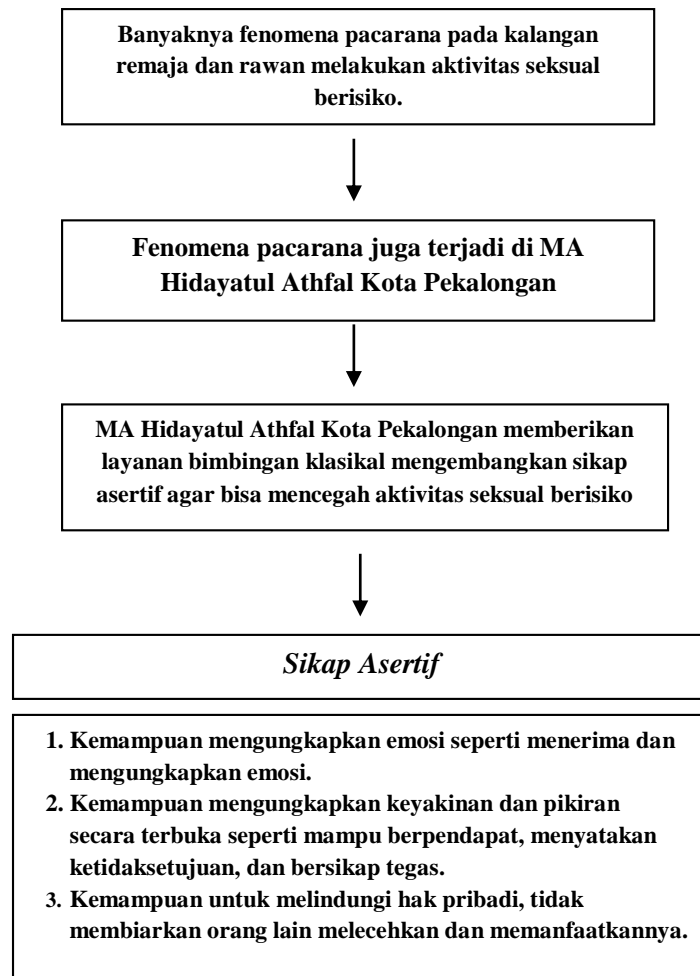 Banyaknya fenomena pacarana pada kalangan
remaja dan rawan melakukan aktivitas seksual
berisiko.
Fenomena pacarana juga terjadi di MA
Hidayatul Athfal Kota Pekalongan
MA Hidayatul Athfal Kota Pekalongan memberikan
layanan bimbingan klasikal mengembangkan sikap
asertif agar bisa mencegah aktivitas seksual berisiko
Sikap Asertif
1. Kemampuan mengungkapkan emosi seperti menerima dan
mengungkapkan emosi.
2. Kemampuan mengungkapkan keyakinan dan pikiran
secara terbuka seperti mampu berpendapat, menyatakan
ketidaksetujuan, dan bersikap tegas.
3. Kemampuan untuk melindungi hak pribadi, tidak
membiarkan orang lain melecehkan dan memanfaatkannya.